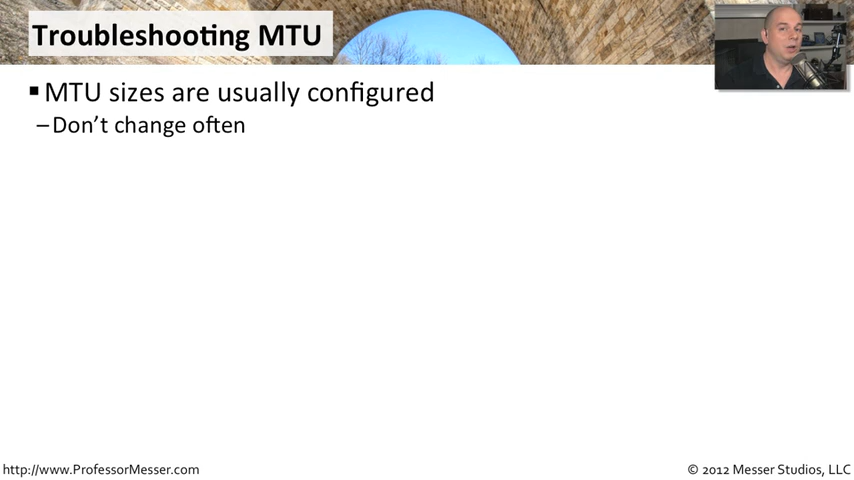 Troubleshooting MTU
▪ MTU sizes are usually configured
– Don’t change often
http://www.ProfessorMesser.com
© 2012 Messer Studios, LLC